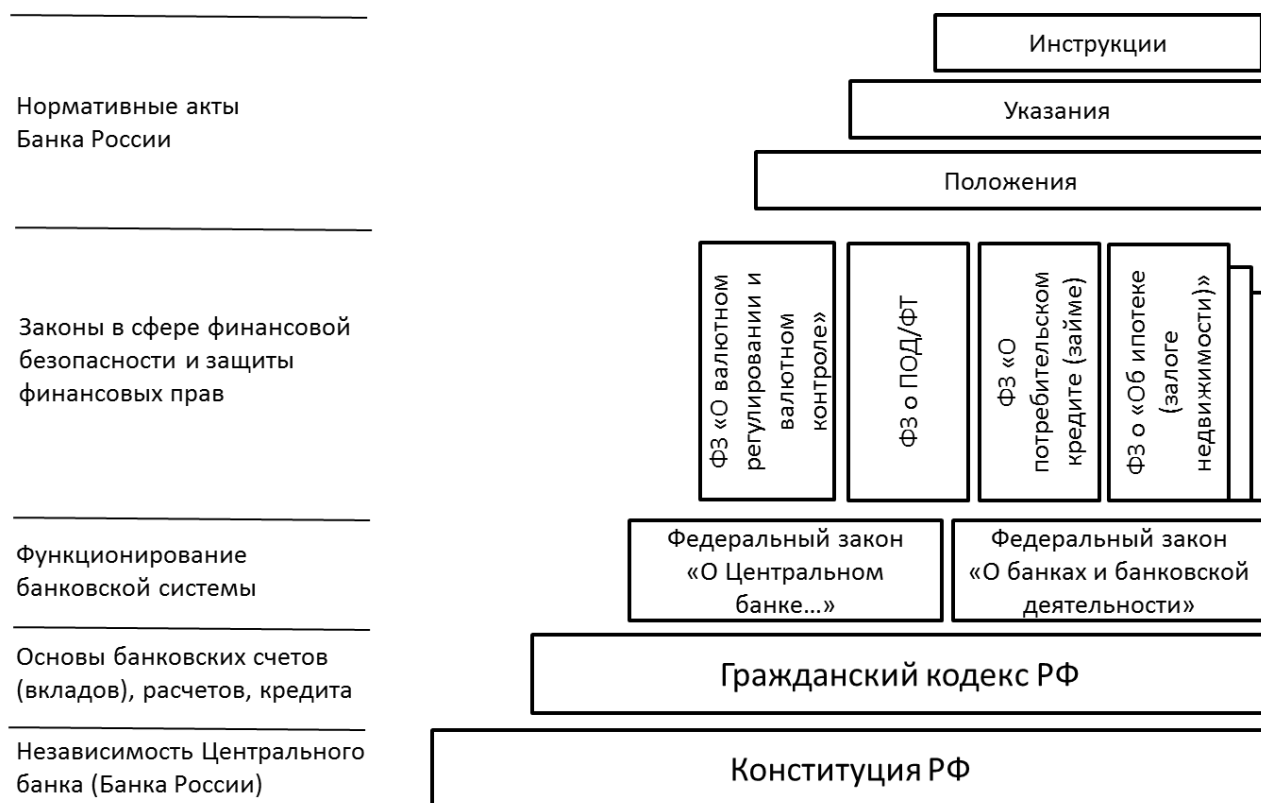 Инструкции
Нормативные акты
Банка России
Указания
Положения
Законы в сфере финансовой
безопасности и защиты
финансовых прав
ФЗ «О валютном
регулировании и
валютном
контроле»
ФЗ о ПОД/ФТ
ФЗ «О
потребительском
кредите (займе)
ФЗ о «Об ипотеке
(залоге
недвижимости)»
Функционирование
банковской системы
Федеральный закон
«О Центральном
банке…»
Федеральный закон
«О банках и банковской
деятельности»
Основы банковских счетов
(вкладов), расчетов, кредита
Гражданский кодекс РФ
Независимость Центрального
банка (Банка России)
Конституция РФ